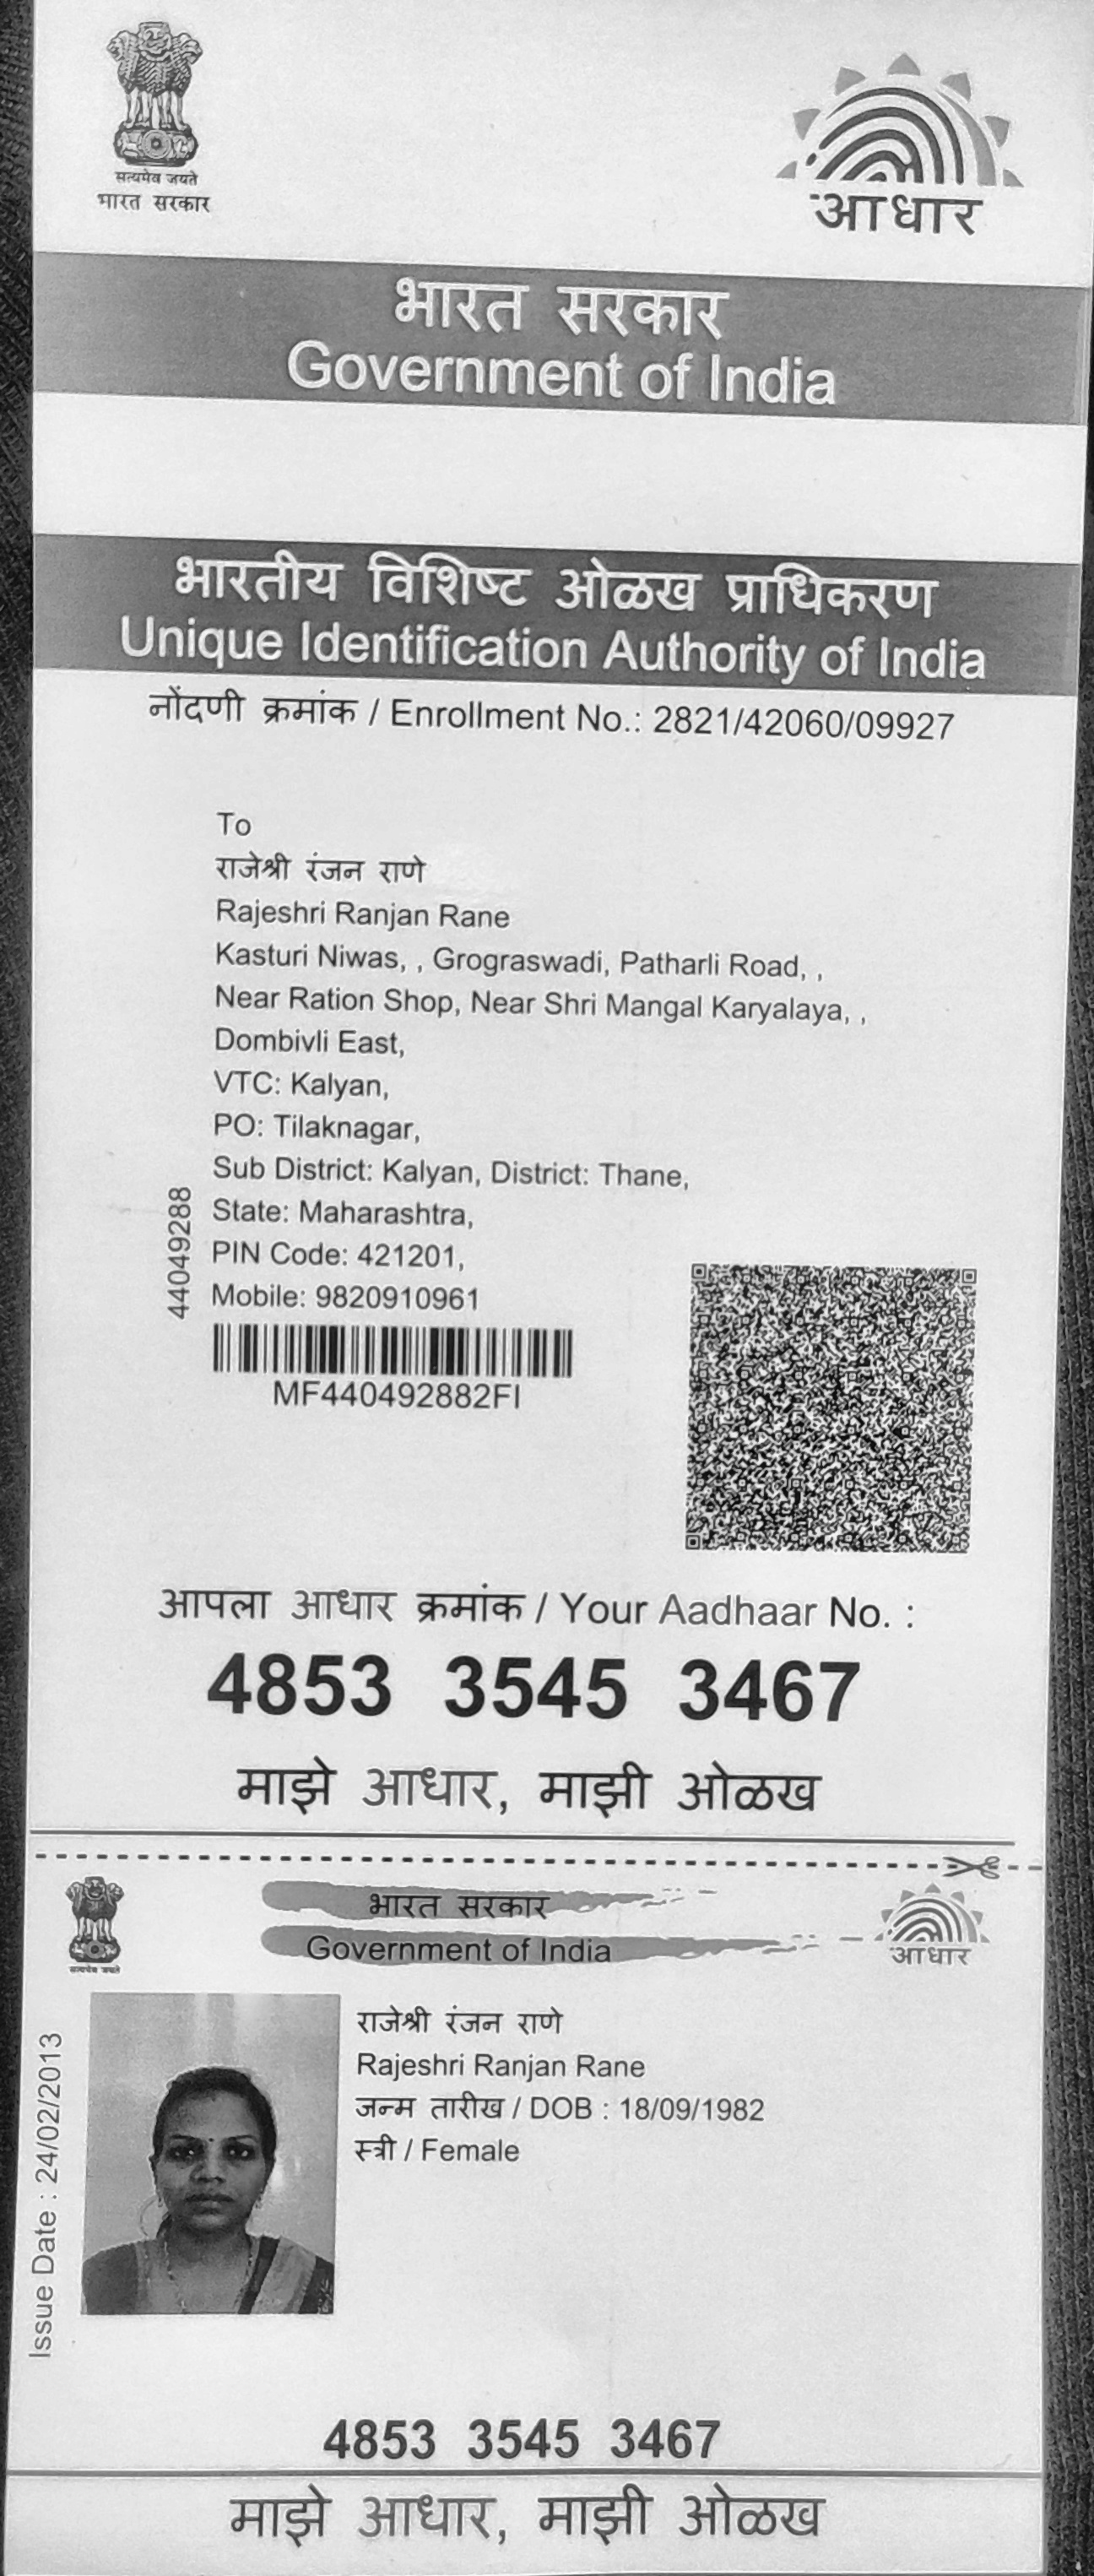 सत्यमेव जयते
भारत सरकार
आधार
भारत सरकार
Government of India
भारतीय विशिष्ट ओळख प्राधिकरण
Unique Identification Authority of India
नोंदणी क्रमांक / Enrollment No.: 2821/42060/09927
To
राजेश्री रंजन राणे
Rajeshri Ranjan Rane
Kasturi Niwas, , Grograswadi, Patharli Road, ,
Near Ration Shop, Near Shri Mangal Karyalaya, ,
Dombivli East,
VTC: Kalyan,
PO: Tilaknagar,
Sub District: Kalyan, District: Thane,
State: Maharashtra,
PIN Code: 421201,
Mobile: 9820910961
44049288
MF440492882FI
आपला आधार क्रमांक / Your Aadhaar No. :
4853 3545 3467
माझे आधार, माझी ओळख
भारत सरकार
Government of India
सत्यमेव जयते
आधार
Issue Date : 24/02/2013
राजेश्री रंजन राणे
Rajeshri Ranjan Rane
जन्म तारीख / DOB : 18/09/1982
स्त्री / Female
4853 3545 3467
माझे आधार, माझी ओळख